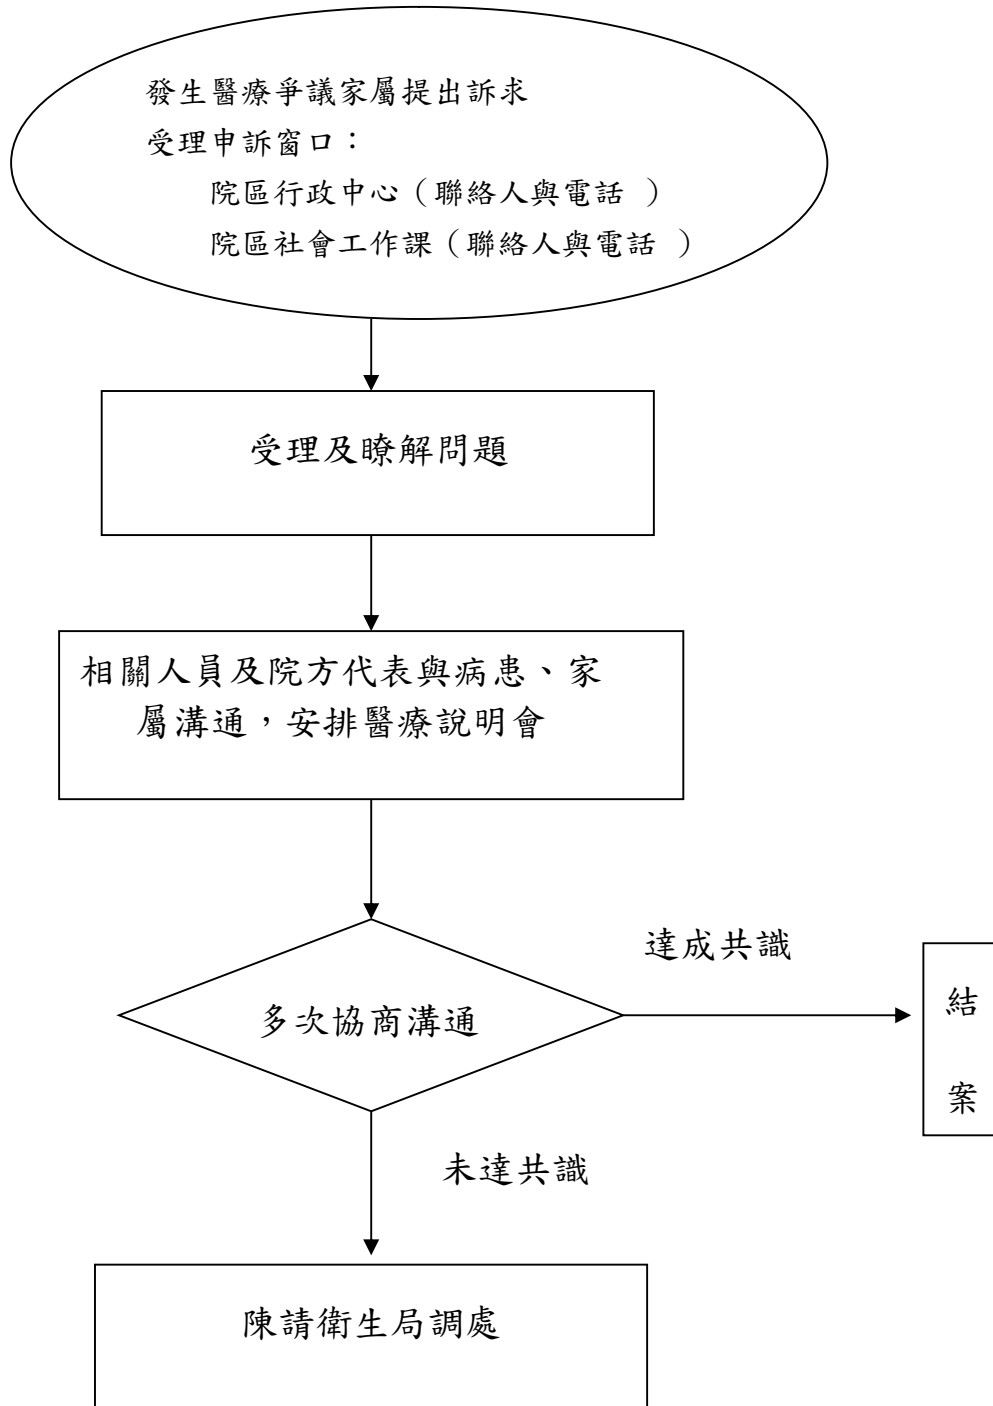 發生醫療爭議家屬提出訴求
受理申訴窗口：
院區行政中心（聯絡人與電話 ）
院區社會工作課（聯絡人與電話 ）
受理及瞭解問題
相關人員及院方代表與病患、家
屬溝通，安排醫療說明會
多次協商溝通
達成共識
結
案
未達共識
陳請衛生局調處